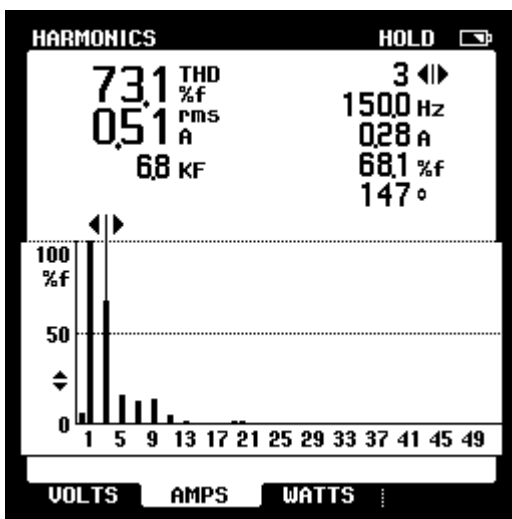 HARMONICS HOLD
73.1 THD %f
0.51 rms A
6.8 KF
3
150.0 Hz
0.28 A
68.1 %f
147 °
100
%f
50
0
1 5 9 13 17 21 25 29 33 37 41 45 49
VOLTS AMPS WATTS